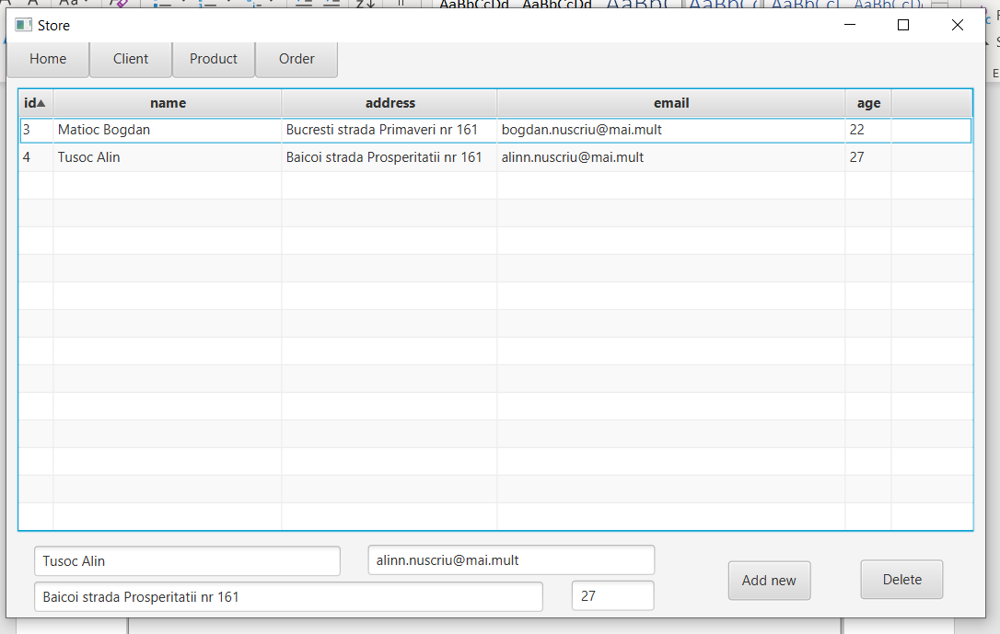 AaBbCcDd AaBbCcDd
Store
Home Client Product Order
id name address email age
3 Matioc Bogdan Bucresti strada Primaveri nr 161 bogdan.nuscriu@mai.mult 22
4 Tusoc Alin Baicoi strada Prosperitatii nr 161 alinn.nuscriu@mai.mult 27
Tusoc Alin alinn.nuscriu@mai.mult
Add new Delete
Baicoi strada Prosperitatii nr 161 27